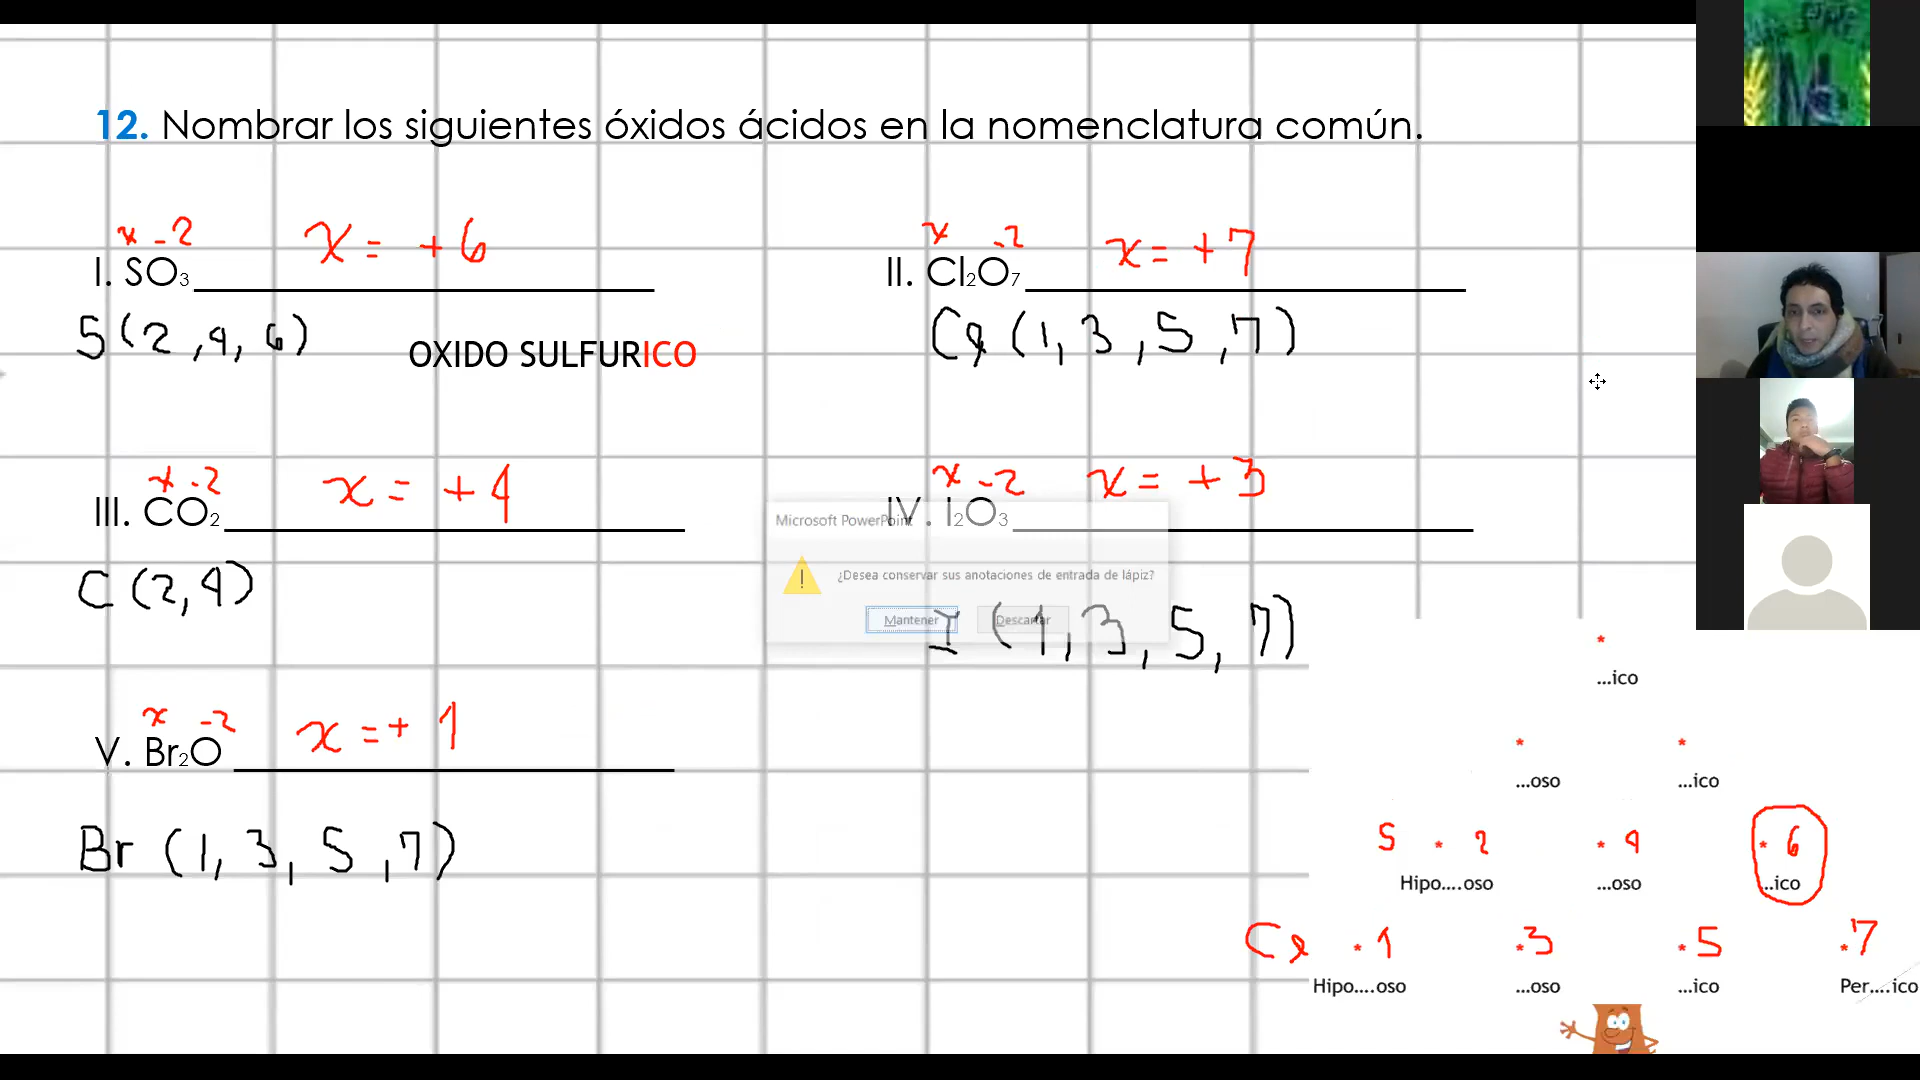 12. Nombrar los siguientes óxidos ácidos en la nomenclatura común.
x -2 x = +6
I. SO₃
S (2, 4, 6)
OXIDO SULFURICO
x -2 x = +7
II. Cl₂O₇
Cl (1, 3, 5, 7)
x -2 x = +4
III. CO₂
C (2, 4)
x -2 x = +3
IV. I₂O₃
I (1, 3, 5, 7)
Microsoft PowerPoint
¿Desea conservar sus anotaciones de entrada de lápiz?
Mantener Descartar
x -2 x = +1
V. Br₂O
Br (1, 3, 5, 7)
*
...ico
* *
...oso ...ico
S * 2 * 4 * 6
Hipo....oso ...oso ...ico
Cl * 1 * 3 * 5 * 7
Hipo....oso ...oso ...ico Per....ico